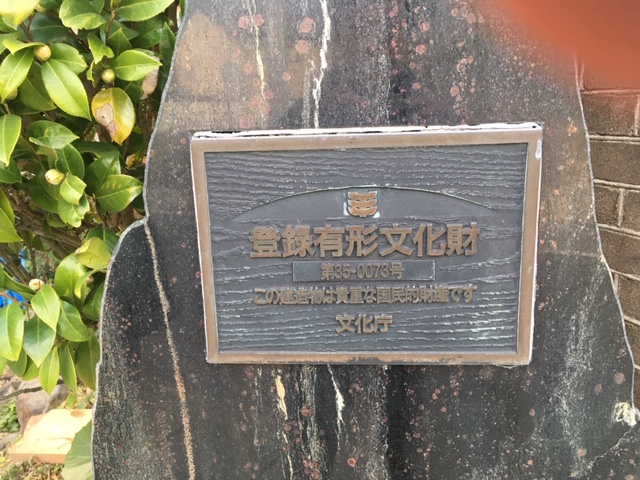 登録有形文化財
第35-0073号
この建造物は貴重な国民的財産です
文化庁